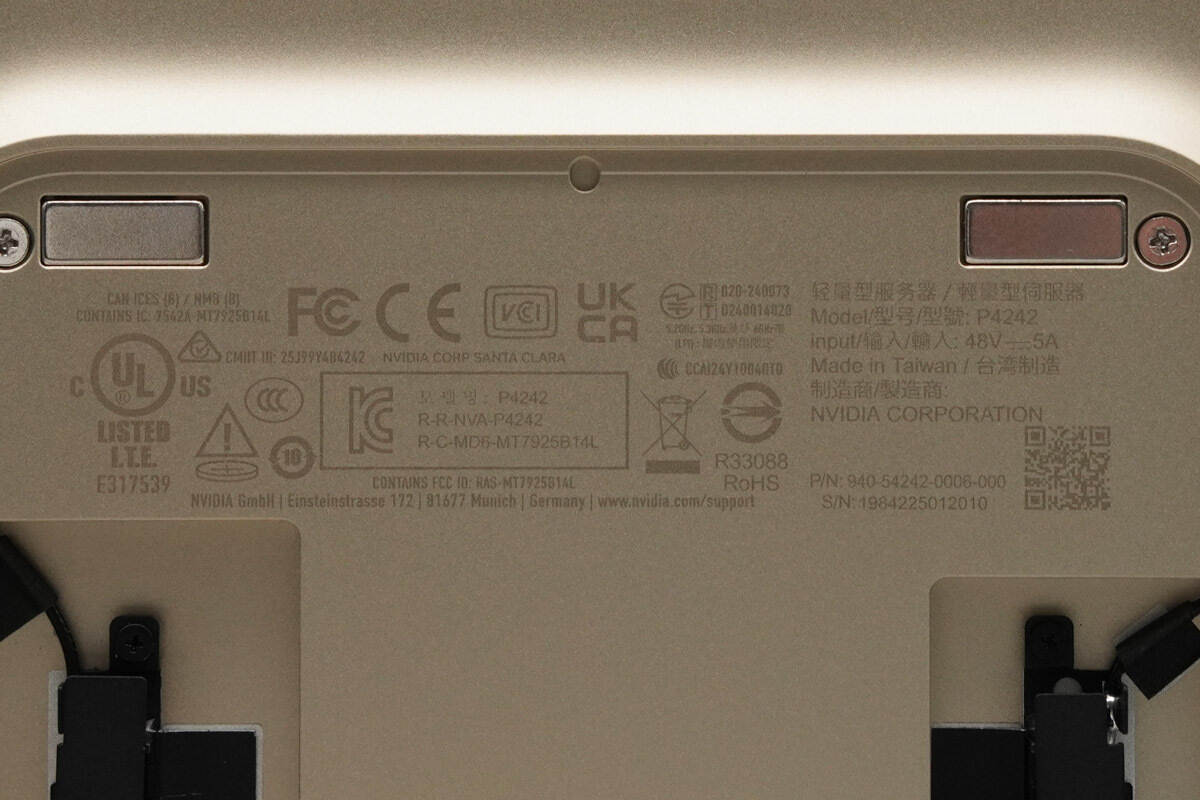 CAN ICES (B) / NMB (B)
CONTAINS IC: 7542A-MT7925B14L
FC CE VCI UK CA
R 020-240073
T D240014020
CMIIT ID: 25J99Y4B4242
NVIDIA CORP SANTA CLARA
CCAI24Y10040T0
C UL US
LISTED
I.T.E.
E317539
CCC
10
KC
P4242
R-R-NVA-P4242
R-C-MD6-MT7925B14L
R33088
RoHS
CONTAINS FCC ID: RAS-MT7925B14L
NVIDIA GmbH | Einsteinstrasse 172 | 81677 Munich | Germany | www.nvidia.com/support
轻量型服务器 / 輕量型伺服器
Model/型号/型號: P4242
input/输入/輸入: 48V⎓5A
Made in Taiwan / 台湾制造
制造商/製造商:
NVIDIA CORPORATION
P/N: 940-54242-0006-000
S/N: 1984225012010